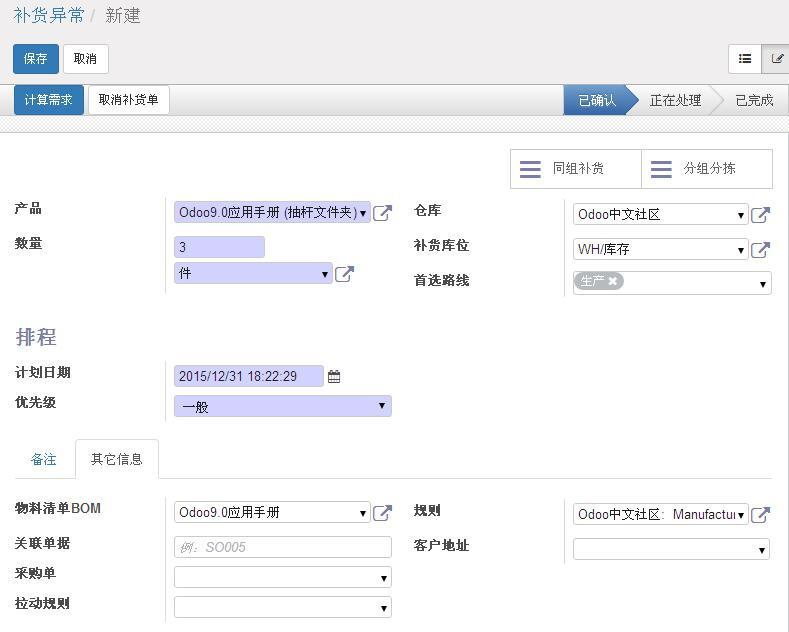 补货异常 / 新建
保存 取消
计算需求 取消补货单 已确认 正在处理 已完成
同组补货 分组分拣
产品 Odoo9.0应用手册 (抽杆文件夹) 仓库 Odoo中文社区
数量 3 补货库位 WH/库存
件 首选路线 生产 ✖
排程
计划日期 2015/12/31 18:22:29
优先级 一般
备注 其它信息
物料清单BOM Odoo9.0应用手册 规则 Odoo中文社区: Manufactur
关联单据 例：SO005 客户地址
采购单
拉动规则